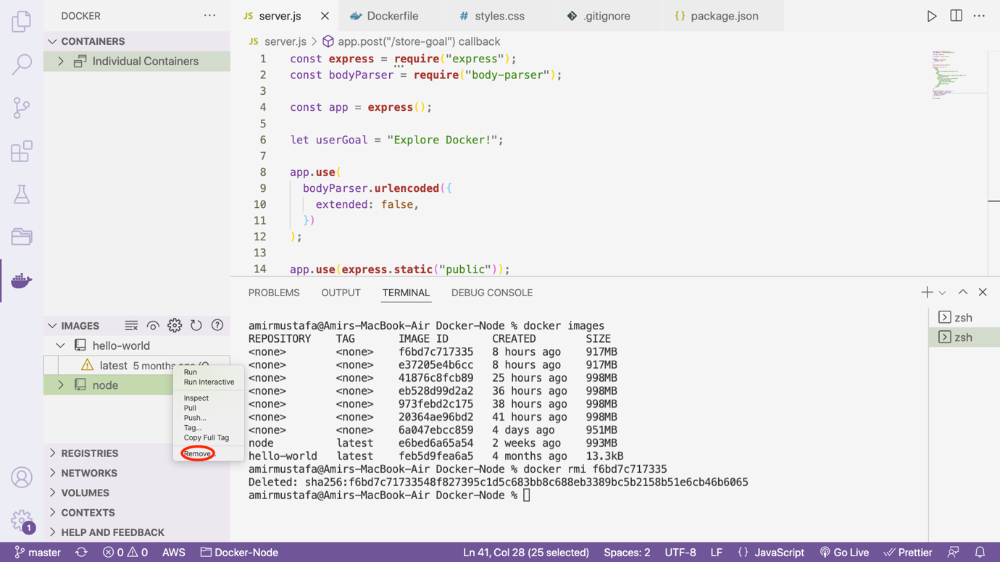 DOCKER
CONTAINERS
Individual Containers
IMAGES
hello-world
latest 5 months ago
node
Run
Run Interactive
Inspect
Pull
Push...
Tag...
Copy Full Tag
Remove...
REGISTRIES
NETWORKS
VOLUMES
CONTEXTS
HELP AND FEEDBACK
1
JS server.js
Dockerfile
# styles.css
.gitignore
{} package.json
JS server.js > app.post("/store-goal") callback
1 const express = require("express");
2 const bodyParser = require("body-parser");
3
4 const app = express();
5
6 let userGoal = "Explore Docker!";
7
8 app.use(
9 bodyParser.urlencoded({
10 extended: false,
11 })
12 );
13
14 app.use(express.static("public"));
PROBLEMS OUTPUT TERMINAL DEBUG CONSOLE
amirmustafa@Amirs-MacBook-Air Docker-Node % docker images
REPOSITORY TAG IMAGE ID CREATED SIZE
<none> <none> f6bd7c717335 8 hours ago 917MB
<none> <none> e37205e4b6cc 8 hours ago 917MB
<none> <none> 41876c8fcb89 25 hours ago 998MB
<none> <none> eb528d99d2a2 36 hours ago 998MB
<none> <none> 973febd2c175 38 hours ago 998MB
<none> <none> 20364ae96bd2 41 hours ago 998MB
<none> <none> 6a047ebcc859 4 days ago 951MB
node latest e6bed6a65a54 2 weeks ago 993MB
hello-world latest feb5d9fea6a5 4 months ago 13.3kB
amirmustafa@Amirs-MacBook-Air Docker-Node % docker rmi f6bd7c717335
Deleted: sha256:f6bd7c71733548f827395c1d5c683bb8c688eb3389bc5b2158b51e6cb46b6065
amirmustafa@Amirs-MacBook-Air Docker-Node %
zsh
zsh
master 0 0 AWS Docker-Node Ln 41, Col 28 (25 selected) Spaces: 2 UTF-8 LF {} JavaScript Go Live Prettier